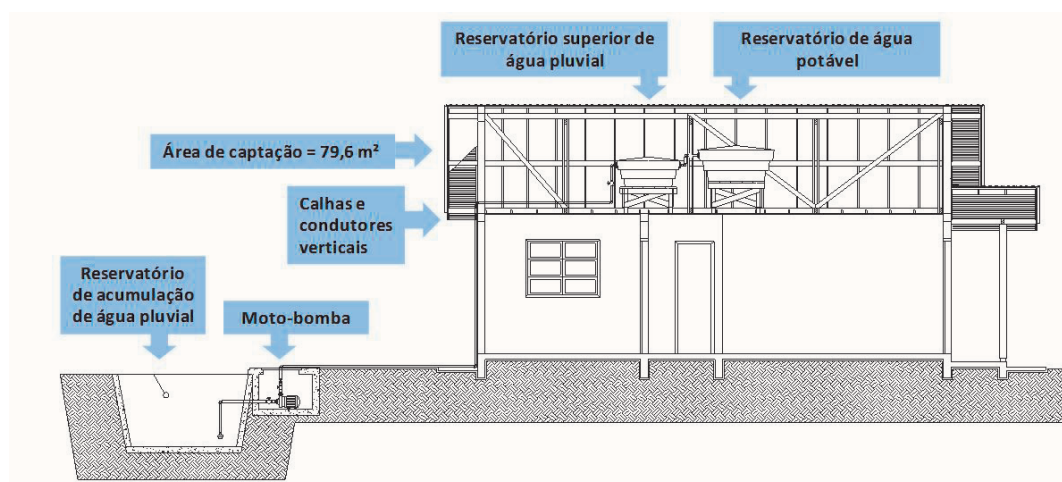 Reservatório superior de
água pluvial
Reservatório de água
potável
Área de captação = 79,6 m²
Calhas e
condutores
verticais
Reservatório
de acumulação
de água pluvial
Moto-bomba